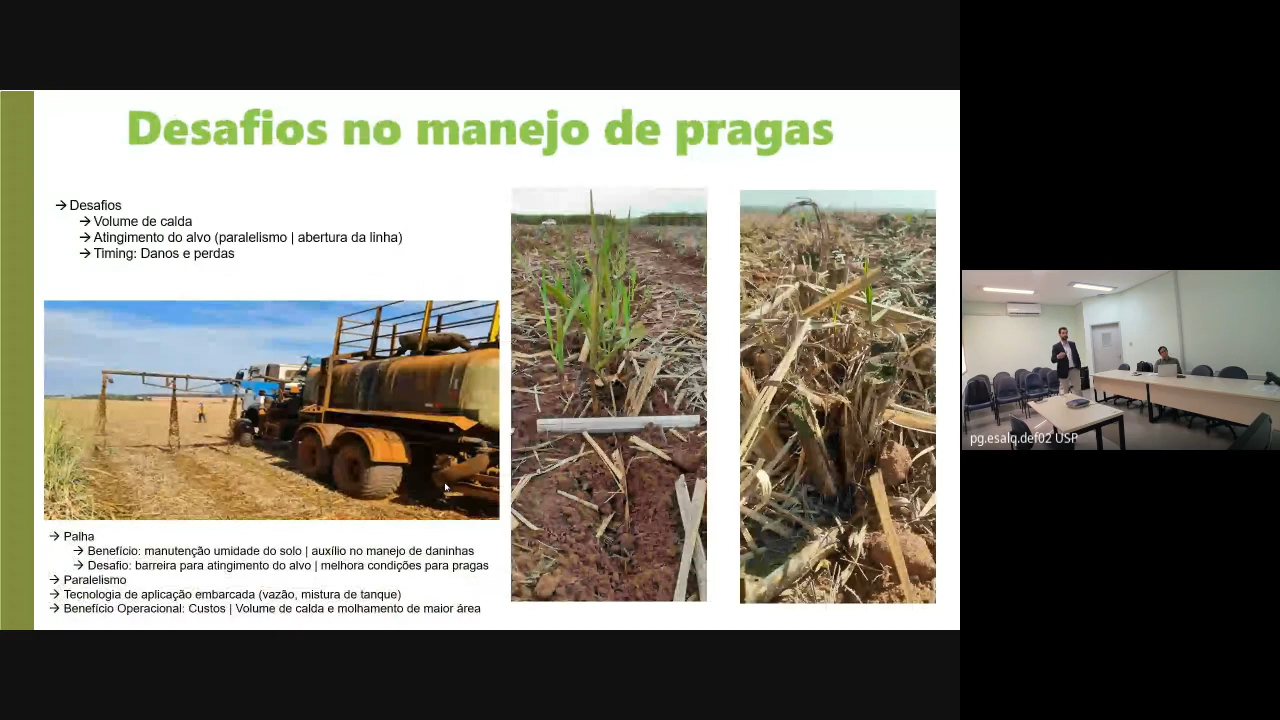 Desafios no manejo de pragas
→ Desafios
→ Volume de calda
→ Atingimento do alvo (paralelismo | abertura da linha)
→ Timing: Danos e perdas
→ Palha
→ Benefício: manutenção umidade do solo | auxílio no manejo de daninhas
→ Desafio: barreira para atingimento do alvo | melhora condições para pragas
→ Paralelismo
→ Tecnologia de aplicação embarcada (vazão, mistura de tanque)
→ Benefício Operacional: Custos | Volume de calda e molhamento de maior área
pg.esalq.def02 USP